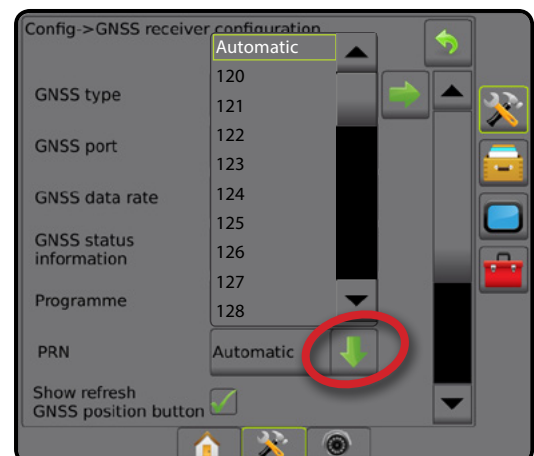 Config->GNSS receiver configuration
Automatic
120
GNSS type
121
122
GNSS port
123
GNSS data rate
124
125
GNSS status
information
126
127
Programme
128
PRN
Automatic
Show refresh
GNSS position button